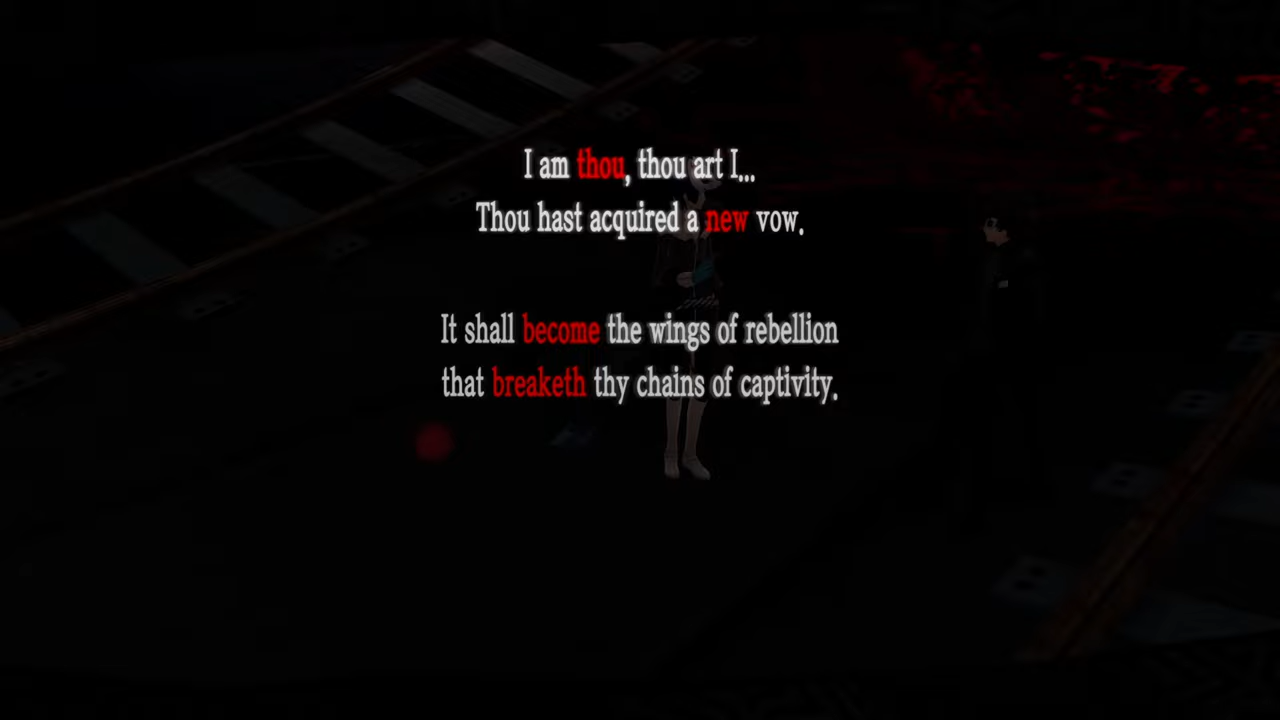 I am thou, thou art I...
Thou hast acquired a new vow.
It shall become the wings of rebellion
that breaketh thy chains of captivity.